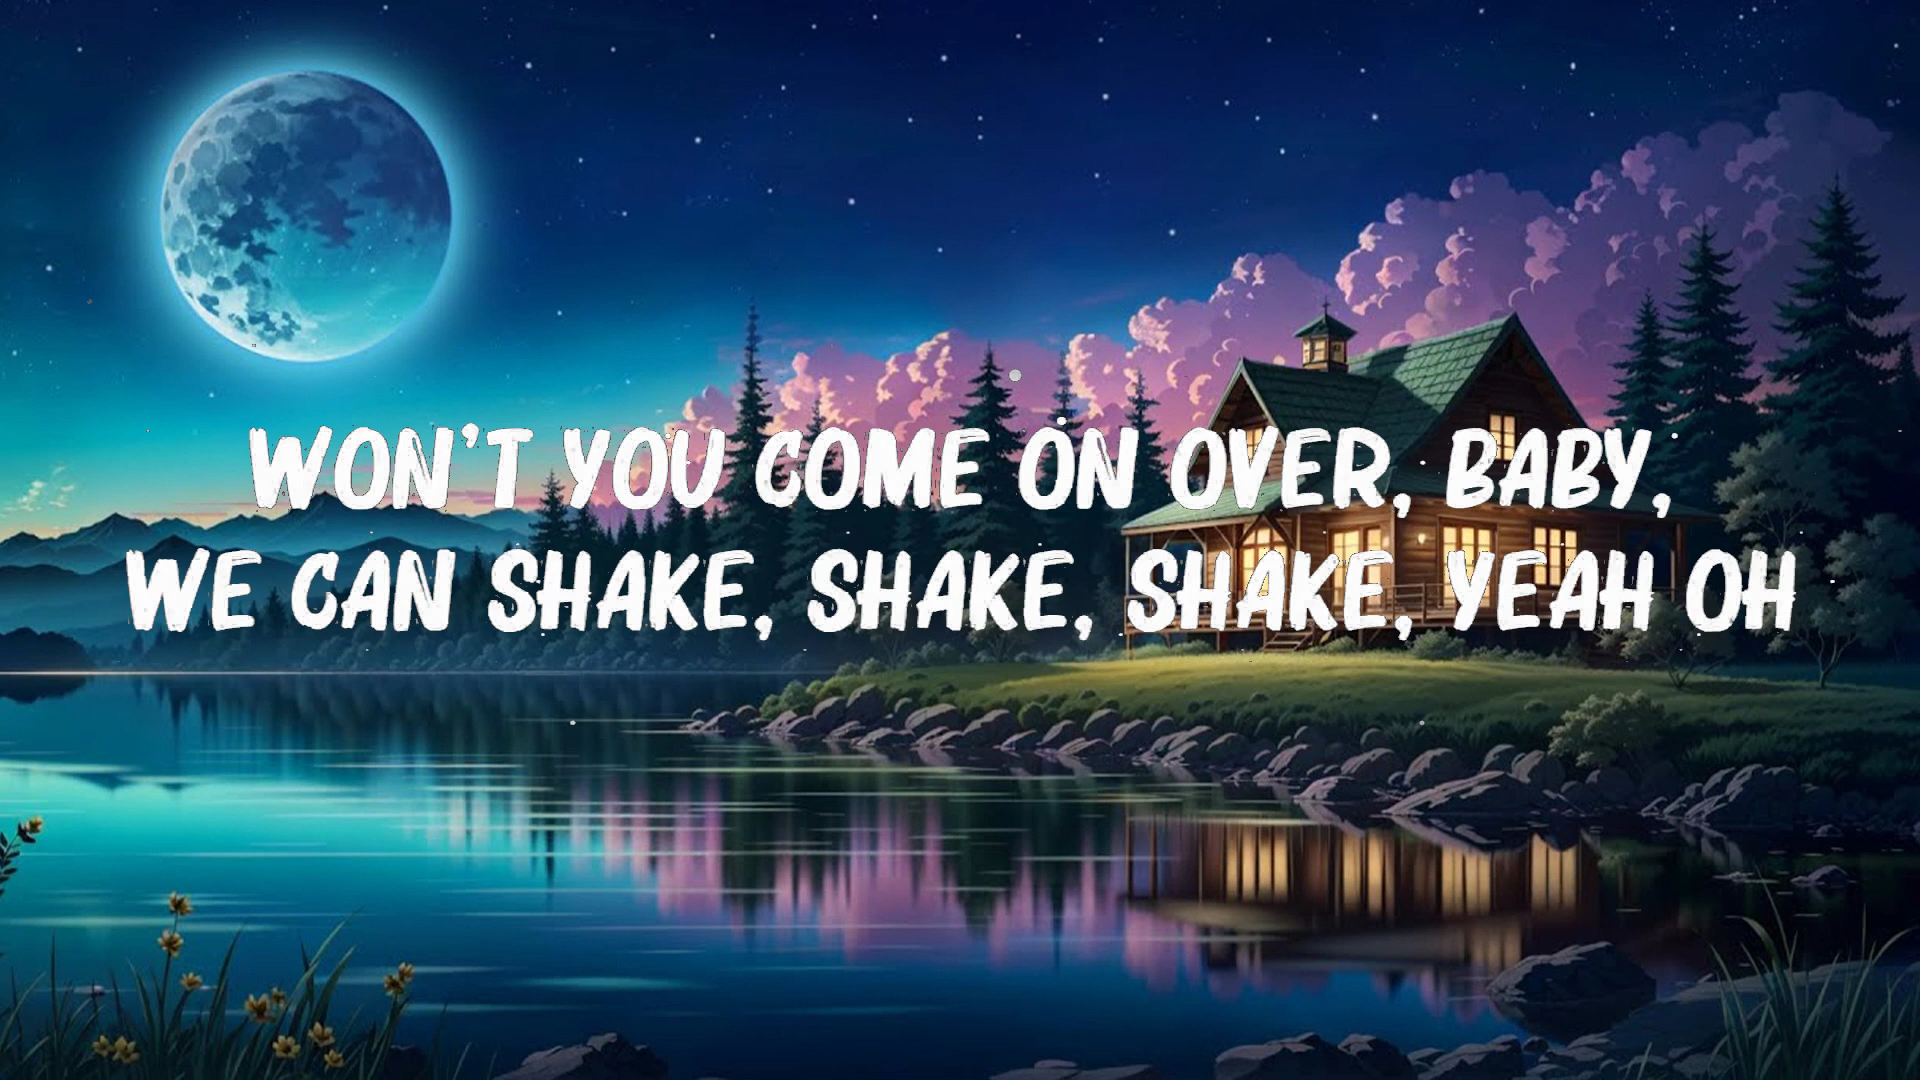 WON'T YOU COME ON OVER, BABY,
WE CAN SHAKE, SHAKE, SHAKE, YEAH OH